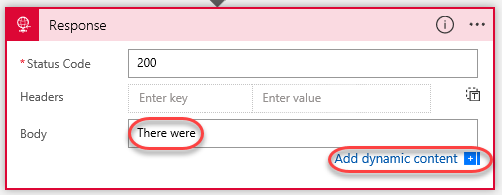 Response
*Status Code 200
Headers Enter key Enter value
Body There were
Add dynamic content